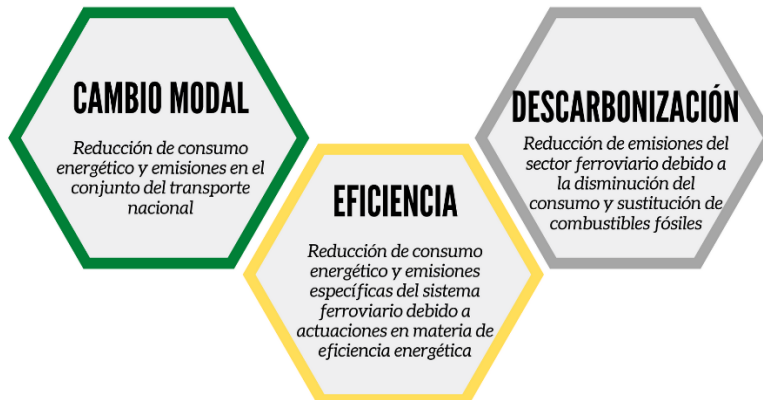 CAMBIO MODAL
Reducción de consumo
energético y emisiones en el
conjunto del transporte
nacional
EFICIENCIA
Reducción de consumo
energético y emisiones
específicas del sistema
ferroviario debido a
actuaciones en materia de
eficiencia energética
DESCARBONIZACIÓN
Reducción de emisiones del
sector ferroviario debido a
la disminución del
consumo y sustitución de
combustibles fósiles